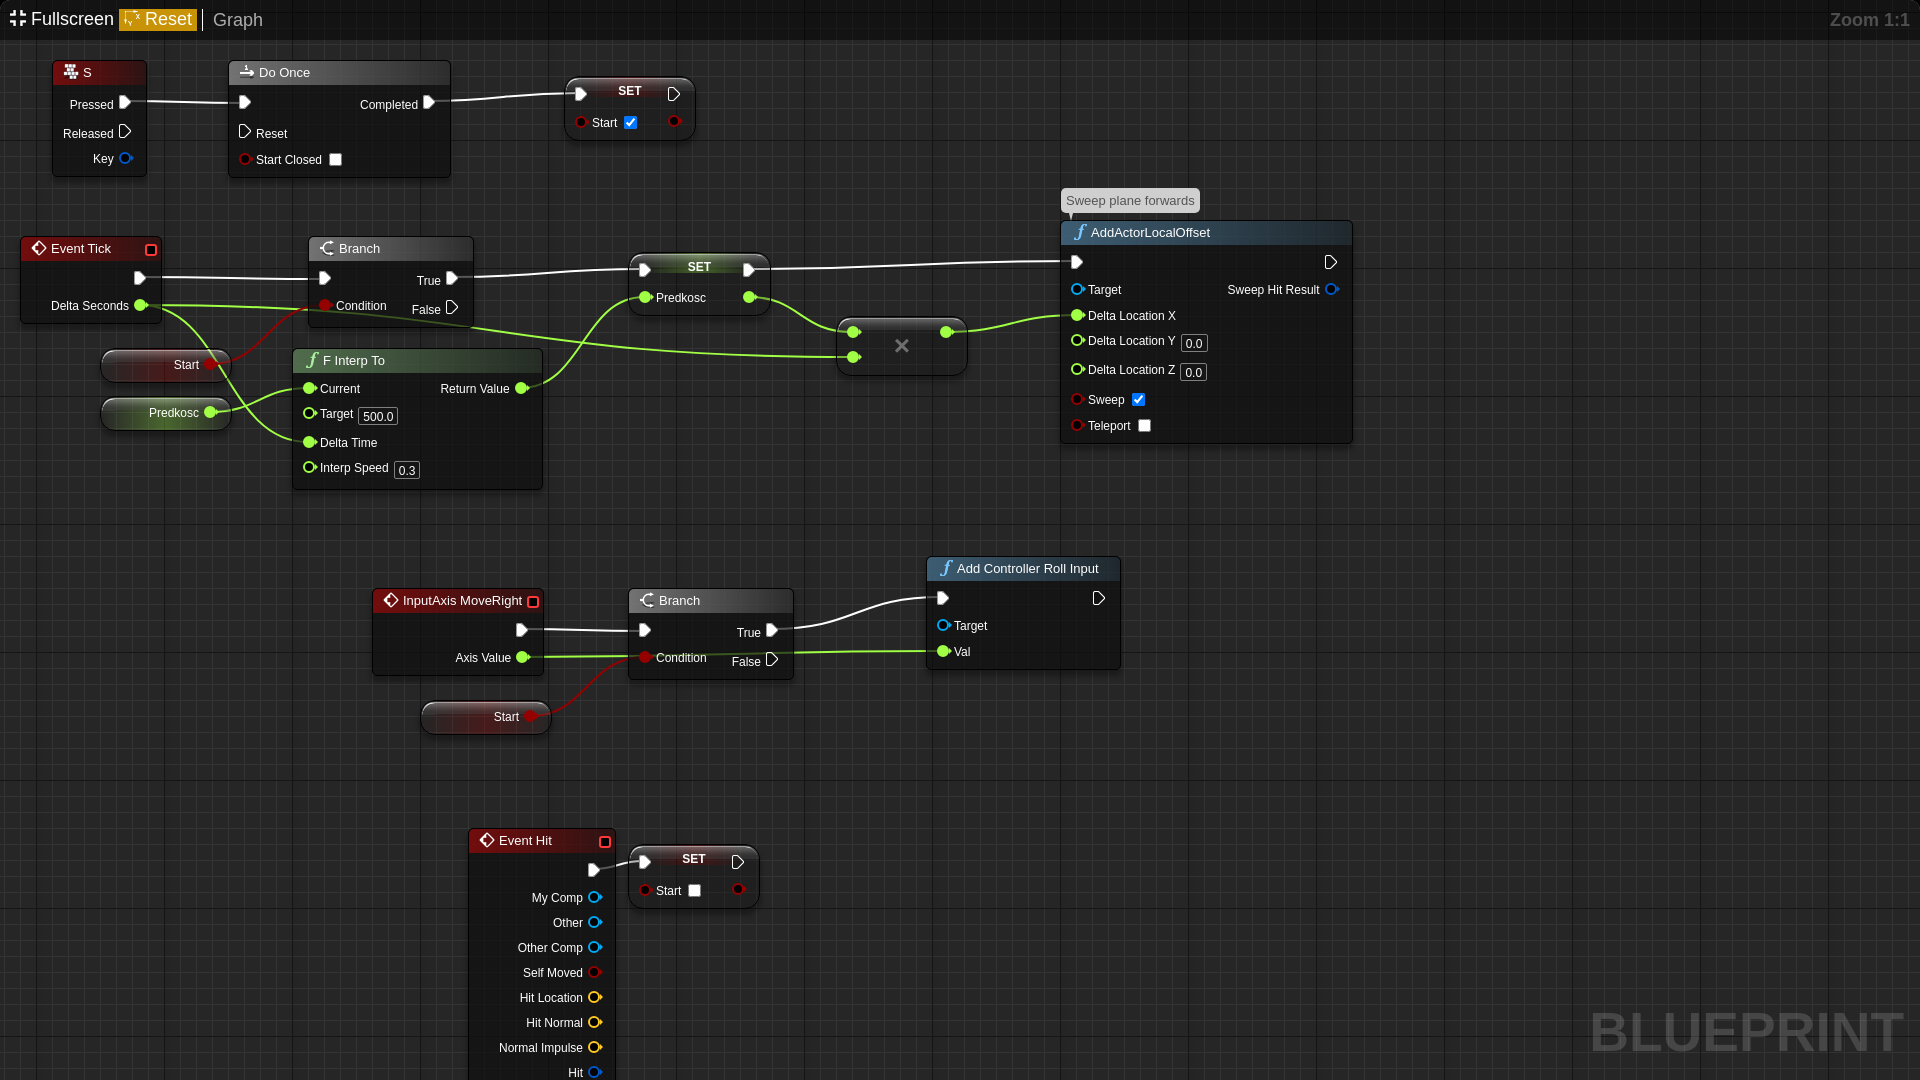 Fullscreen Reset Graph Zoom 1:1
S
Pressed
Released
Key
Do Once
Completed
Reset
Start Closed
SET
Start
Sweep plane forwards
Event Tick
Delta Seconds
Branch
True
Condition
False
SET
Predkosc
AddActorLocalOffset
Target
Sweep Hit Result
Delta Location X
Delta Location Y 0.0
Delta Location Z 0.0
Sweep
Teleport
Start
Predkosc
F Interp To
Current
Return Value
Target 500.0
Delta Time
Interp Speed 0.3
InputAxis MoveRight
Axis Value
Branch
True
Condition
False
Add Controller Roll Input
Target
Val
Start
Event Hit
My Comp
Other
Other Comp
Self Moved
Hit Location
Hit Normal
Normal Impulse
Hit
SET
Start
BLUEPRINT